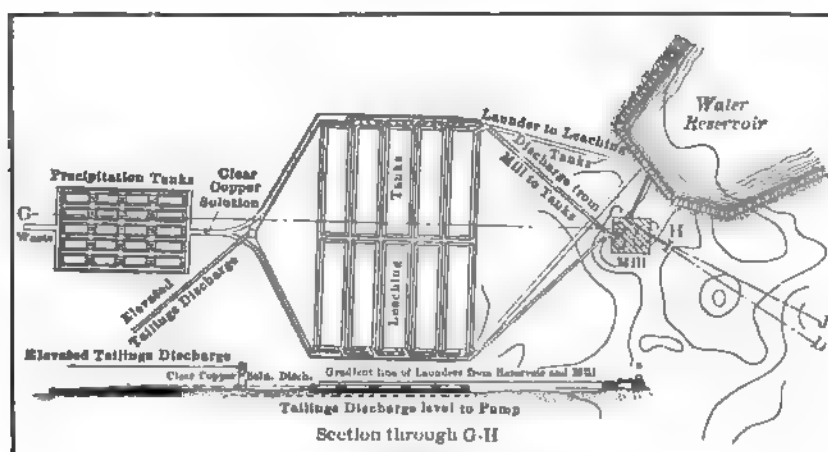 Water
Reservoir
Launder to Leaching
Tanks
Discharge from
Mill to Tanks
Precipitation Tanks
Clear
Copper
Solution
G-
Waste
Tanks
Leaching
H
Mill
Elevated
Tailings Discharge
Elevated Tailings Discharge
Clear Copper Soln. Disch.
Gradient line of Launders from Reservoir and Mill
Tailings Discharge level to Pump
Section through G-H